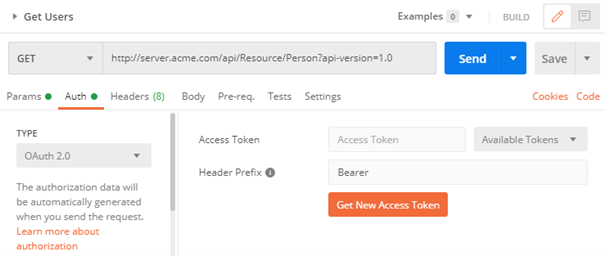 Get Users
Examples 0
BUILD
GET
http://server.acme.com/api/Resource/Person?api-version=1.0
Send
Save
Params
Auth
Headers (8)
Body
Pre-req.
Tests
Settings
Cookies
Code
TYPE
OAuth 2.0
The authorization data will
be automatically generated
when you send the request.
Learn more about
authorization
Access Token
Access Token
Available Tokens
Header Prefix
Bearer
Get New Access Token